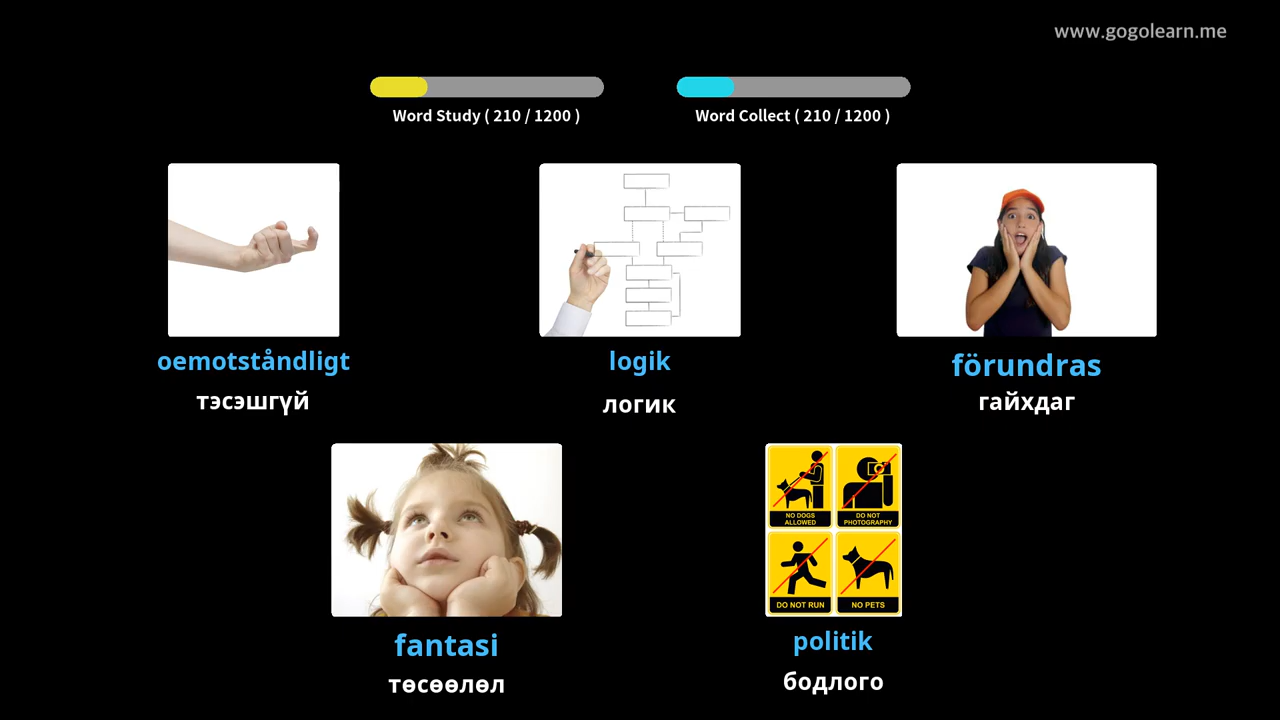 www.gogolearn.me
Word Study ( 210 / 1200 )
Word Collect ( 210 / 1200 )
oemotståndligt
тэсэшгүй
logik
логик
förundras
гайхдаг
fantasi
төсөөлөл
NO DOGS
ALLOWED
DO NOT
PHOTOGRAPHY
DO NOT RUN
NO PETS
politik
бодлого